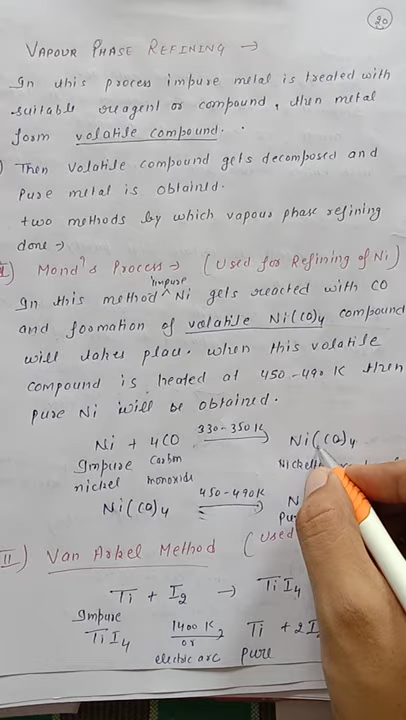 20
VAPOUR PHASE REFINING →
In this process impure metal is treated with
suitable reagent or compound, then metal
form volatile compound.
) Then volatile compound gets decomposed and
Pure metal is obtained.
two methods by which vapour phase refining
done →
I) Mond's Process → (Used for Refining of Ni)
In this method ^ impure Ni gets reacted with CO
and formation of volatile Ni(CO)4 compound
will takes place. when this volatile
compound is heated at 450-490 K then
pure Ni will be obtained.
Ni + 4CO 330-350K → Ni(CO)4
Impure nickel Carbon monoxide Nickel
Ni(CO)4 450-490K N
Pu
II) Van Arkel Method (Used
Ti + I2 → TiI4
Impure
TiI4 1400 K or electric arc Ti + 2I
pure